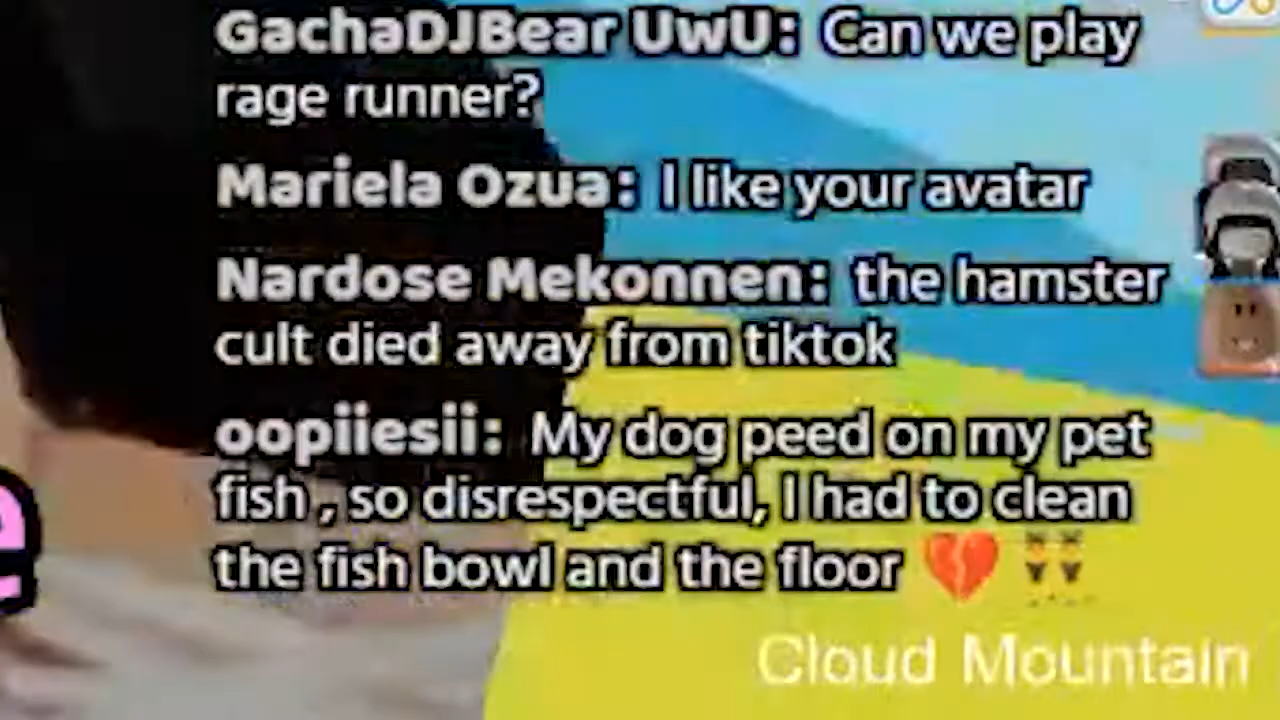 GachaDJBear UwU: Can we play
rage runner?
Mariela Ozua: I like your avatar
Nardose Mekonnen: the hamster
cult died away from tiktok
oopiiesii: My dog peed on my pet
fish , so disrespectful, I had to clean
the fish bowl and the floor 💔
e
Cloud Mountain